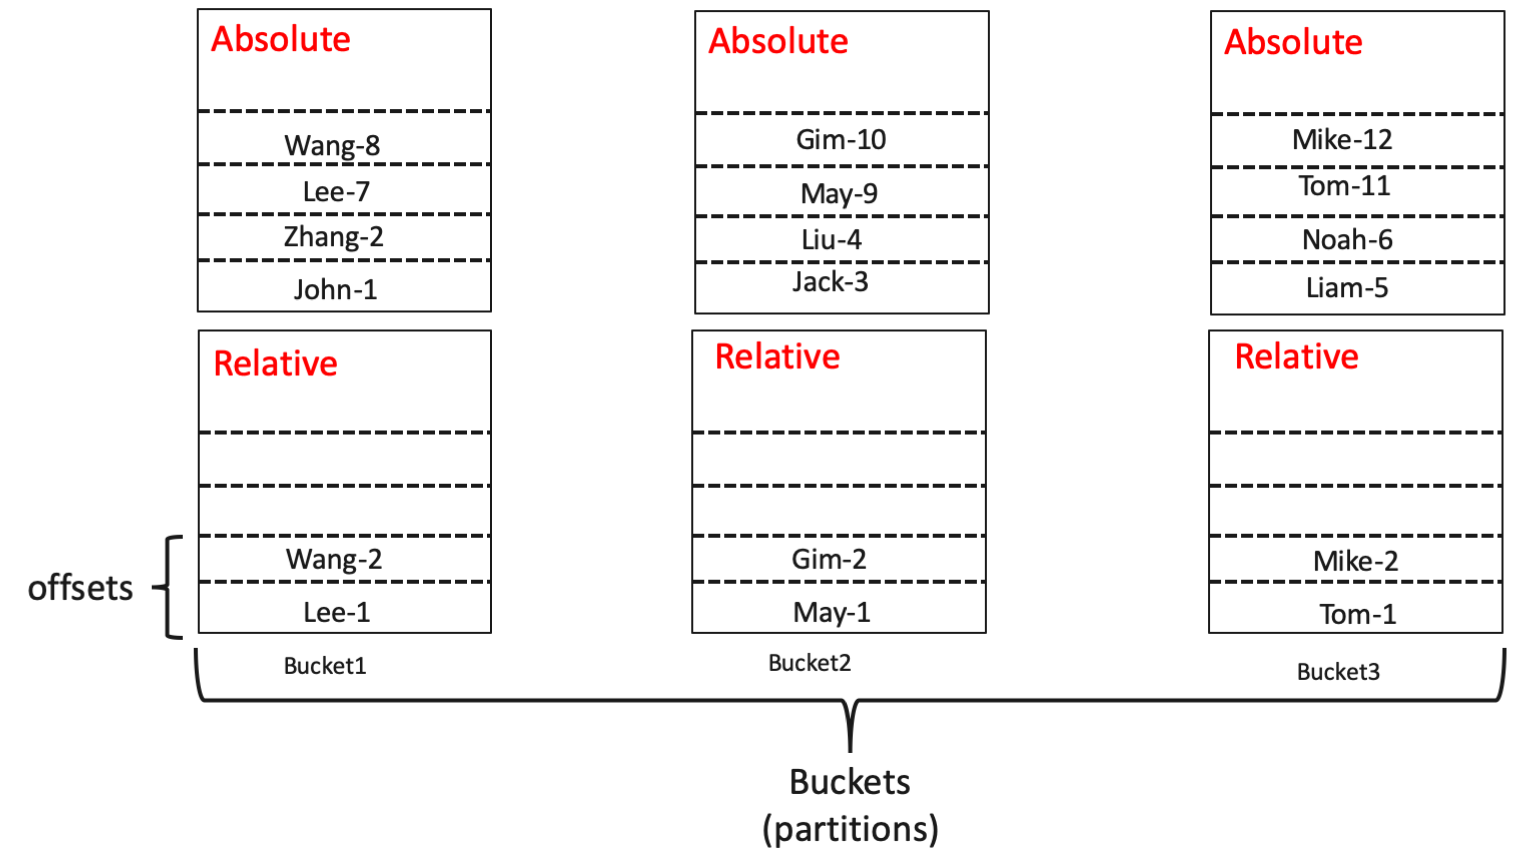 Absolute
Wang-8
Lee-7
Zhang-2
John-1
Absolute
Gim-10
May-9
Liu-4
Jack-3
Absolute
Mike-12
Tom-11
Noah-6
Liam-5
Relative
Wang-2
Lee-1
Relative
Gim-2
May-1
Relative
Mike-2
Tom-1
offsets
Bucket1
Bucket2
Bucket3
Buckets
(partitions)